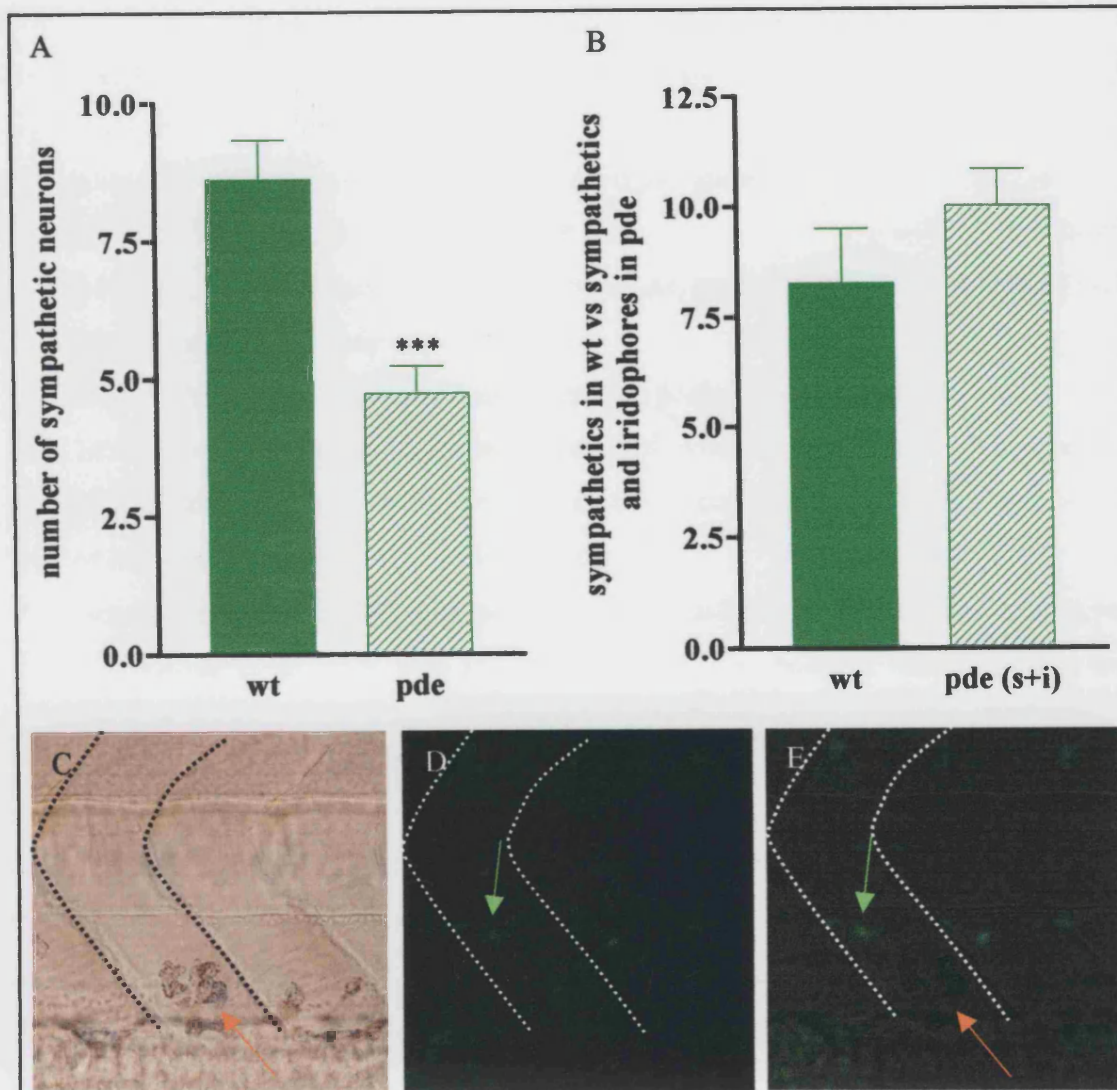 A
number of sympathetic neurons
10.0
7.5
5.0
2.5
0.0
***
wt
pde
B
sympathetics in wt vs sympathetics
and iridophores in pde
12.5
10.0
7.5
5.0
2.5
0.0
wt
pde (s+i)
C
D
E